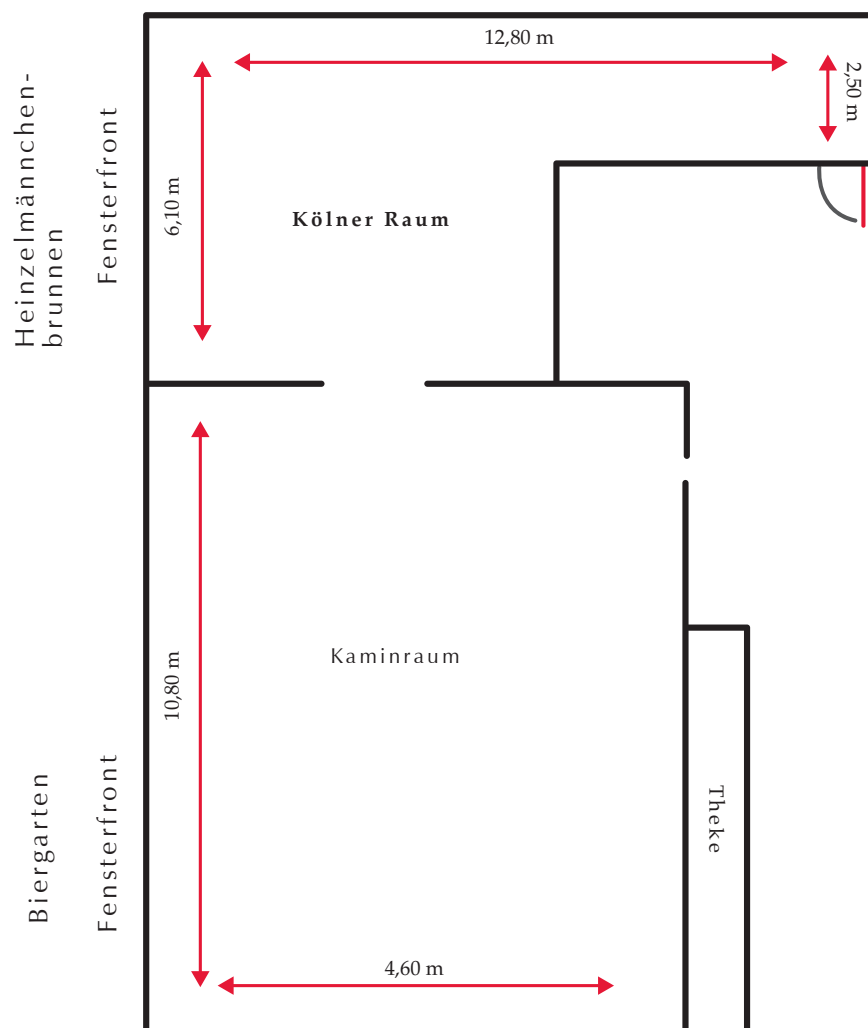 12,80 m
2,50 m
Heinzelmännchen-
brunnen
Fensterfront
6,10 m
Kölner Raum
Kaminraum
10,80 m
Biergarten
Fensterfront
Theke
4,60 m